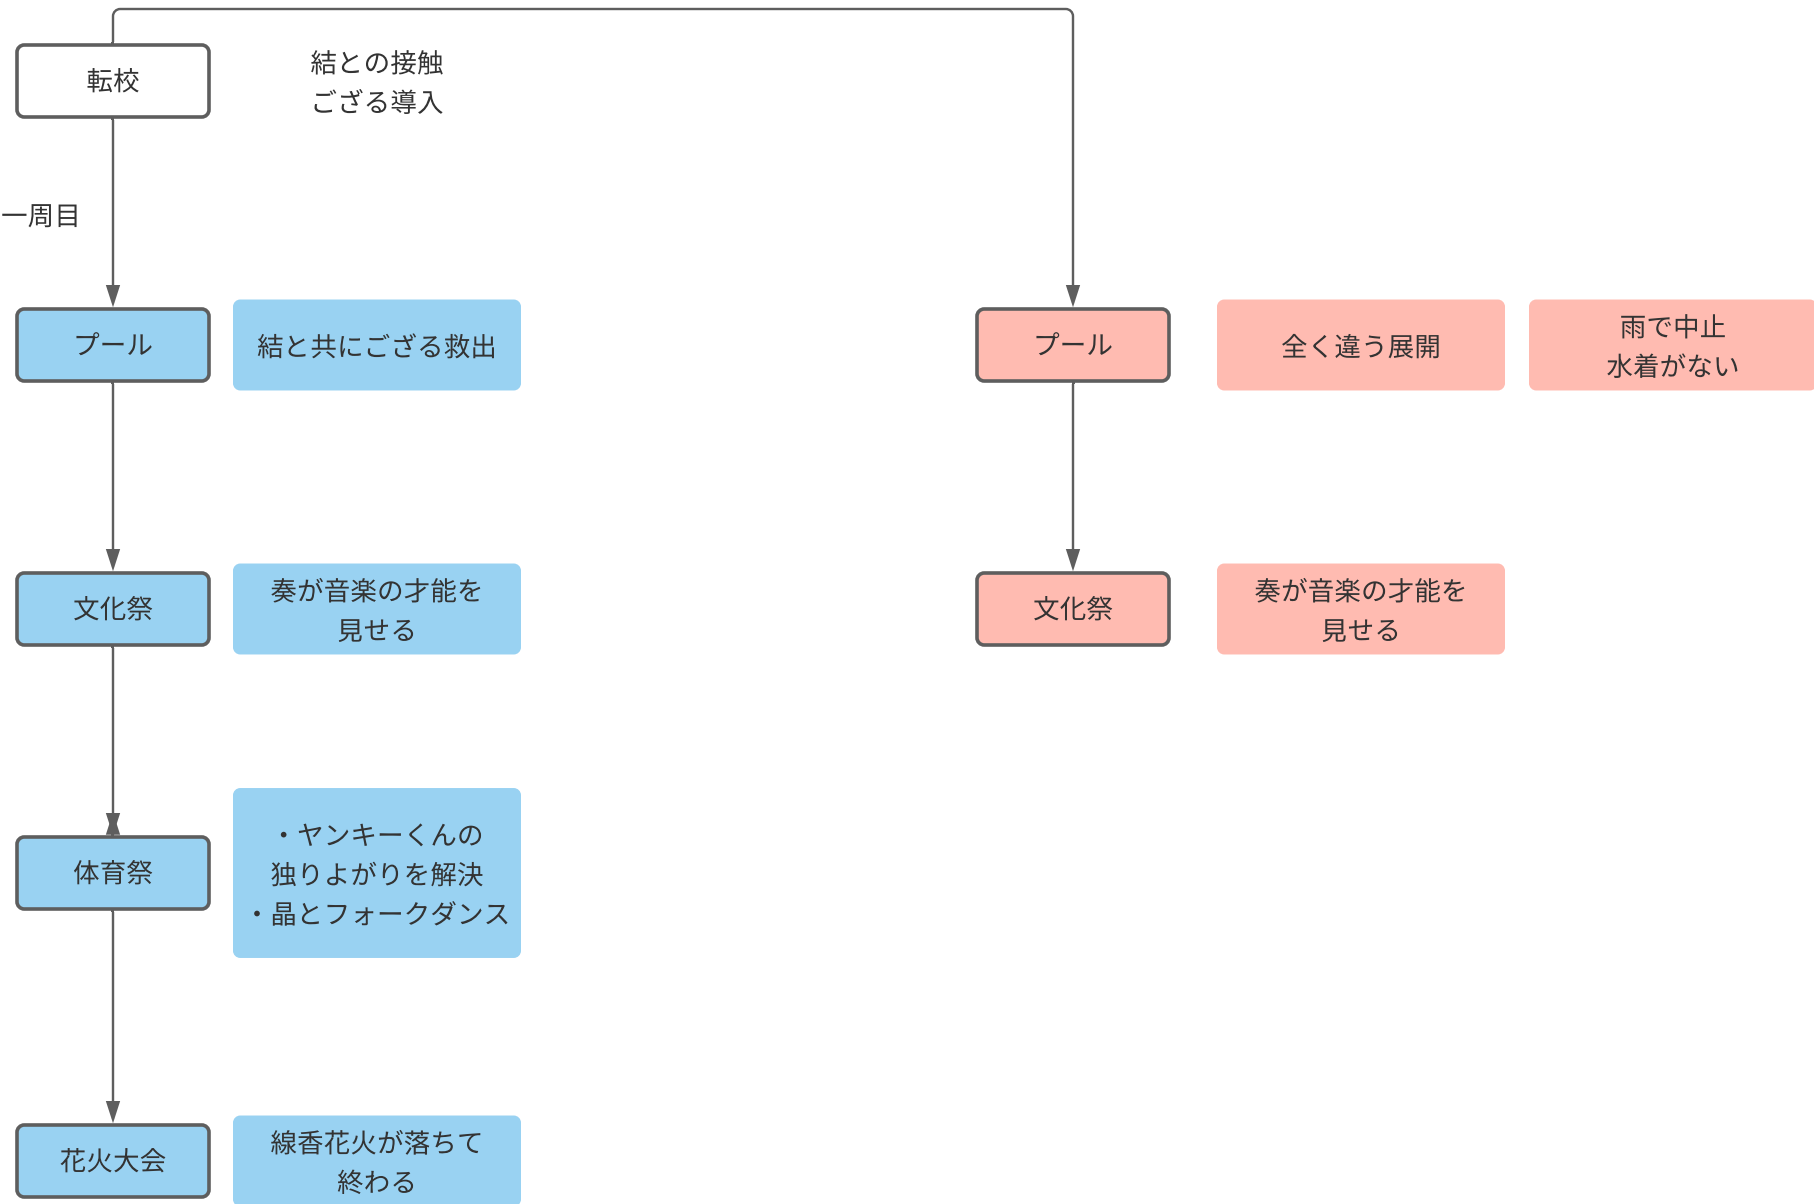 転校
結との接触
ござる導入
一周目
プール
結と共にござる救出
プール
全く違う展開
雨で中止
水着がない
文化祭
奏が音楽の才能を
見せる
文化祭
奏が音楽の才能を
見せる
体育祭
・ヤンキーくんの
独りよがりを解決
・晶とフォークダンス
花火大会
線香花火が落ちて
終わる